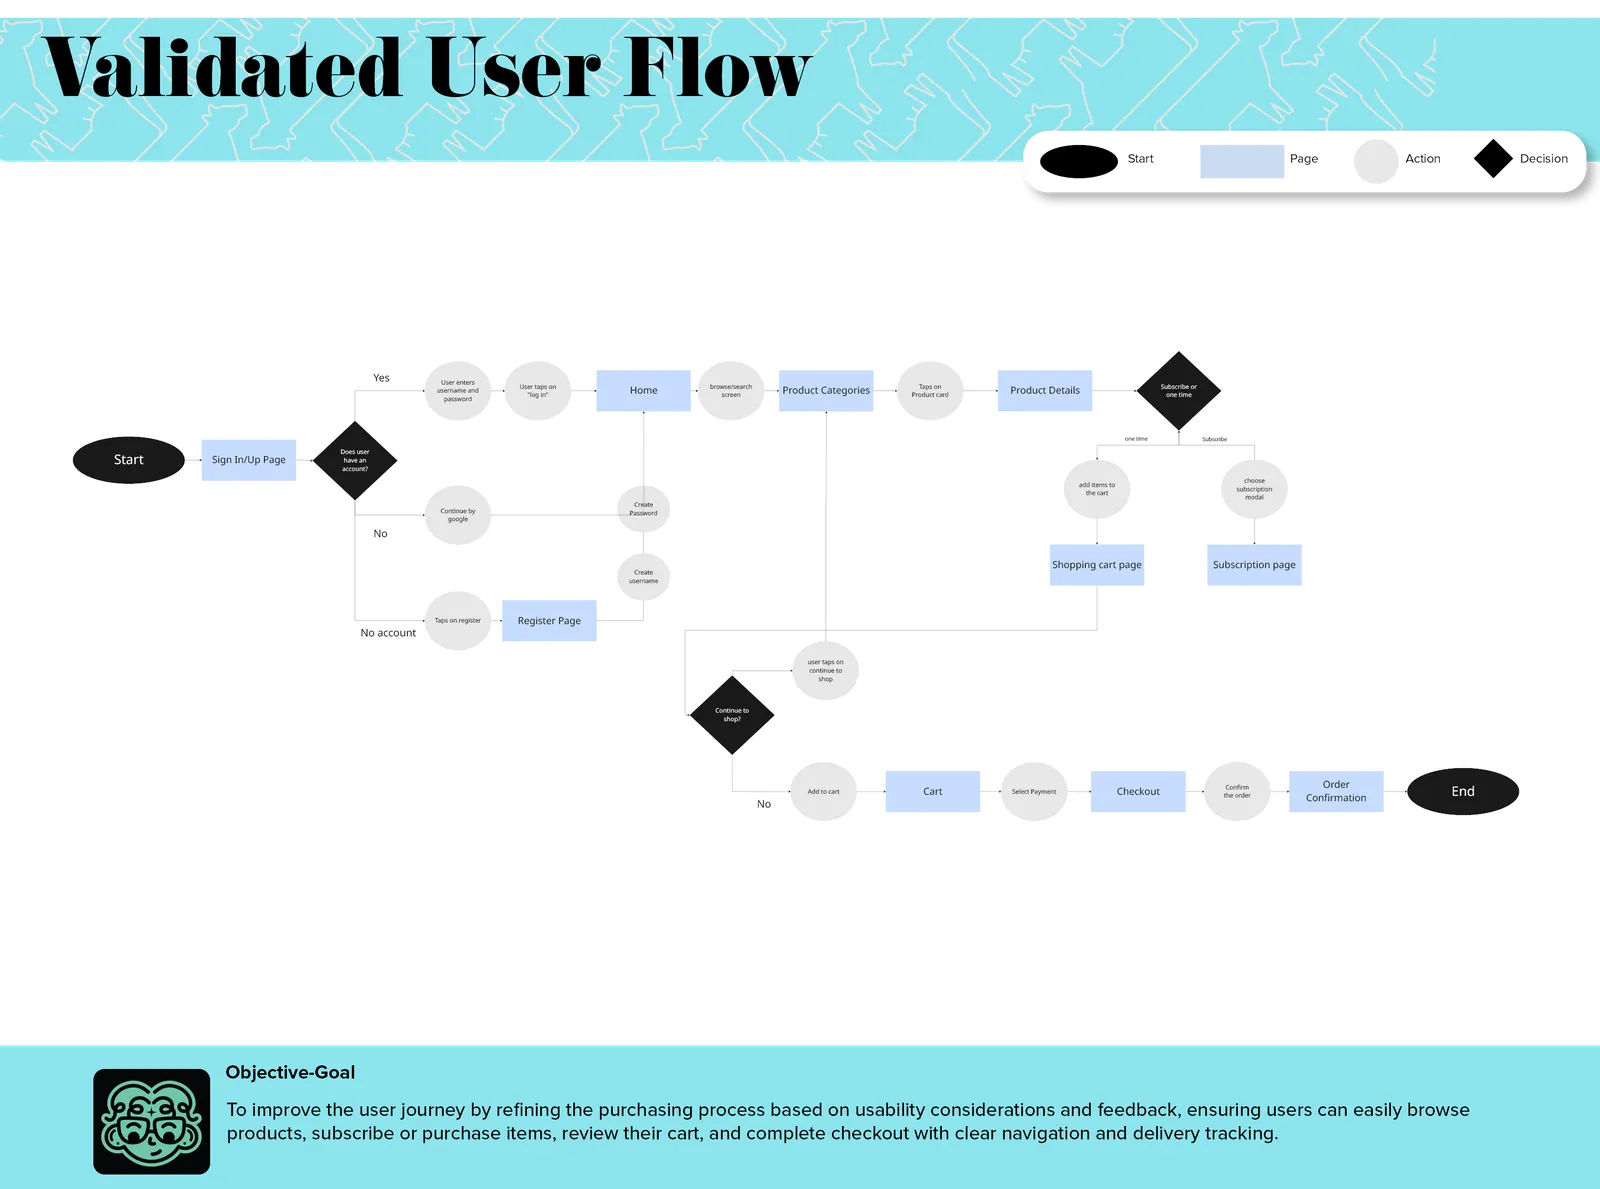 Validated User Flow
Start
Page
Action
Decision
Yes
User enters
username and
password
User taps on
"log in"
Home
browse/search
screen
Product Categories
Taps on
Product card
Product Details
Subscribe or
one time
Start
Sign In/Up Page
Does user
have an
account?
one time
Subscribe
add items to
the cart
choose
subscription
modal
Continue by
google
Create
Password
No
Shopping cart page
Subscription page
Create
username
Taps on register
Register Page
No account
user taps on
continue to
shop
Continue to
shop?
No
Add to cart
Cart
Select Payment
Checkout
Confirm
the order
Order
Confirmation
End
Objective-Goal
To improve the user journey by refining the purchasing process based on usability considerations and feedback, ensuring users can easily browse
products, subscribe or purchase items, review their cart, and complete checkout with clear navigation and delivery tracking.